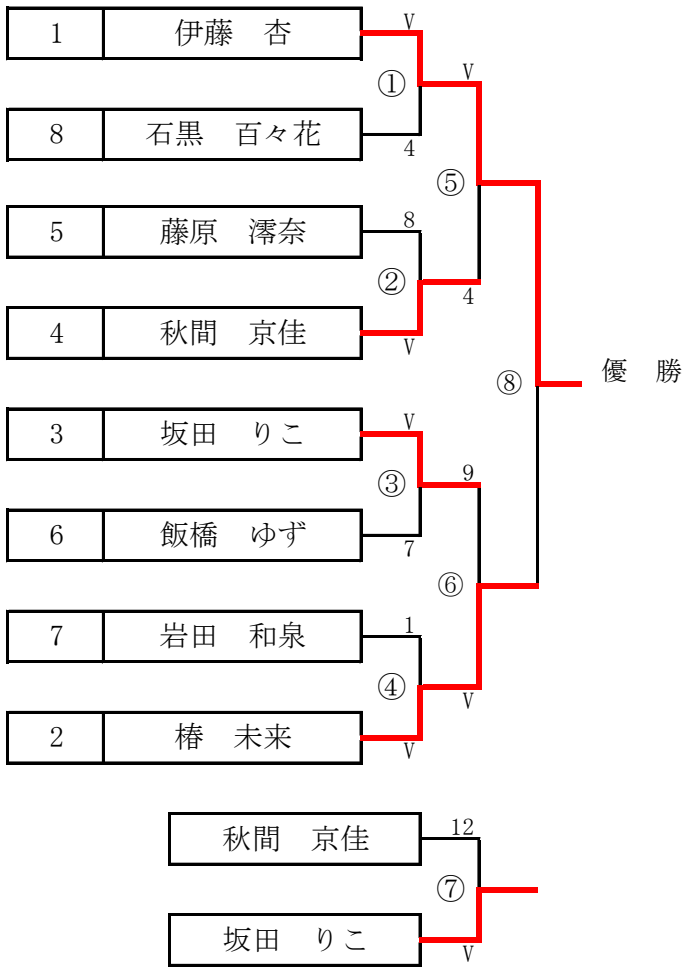 1 伊藤 杏
V
① V
8 石黒 百々花
4
⑤
5 藤原 澪奈
8
② 4
4 秋間 京佳
V
⑧ 優 勝
3 坂田 りこ
V
③ 9
6 飯橋 ゆず
7
⑥
7 岩田 和泉
1
④ V
2 椿 未来
V
秋間 京佳
12
⑦
坂田 りこ
V